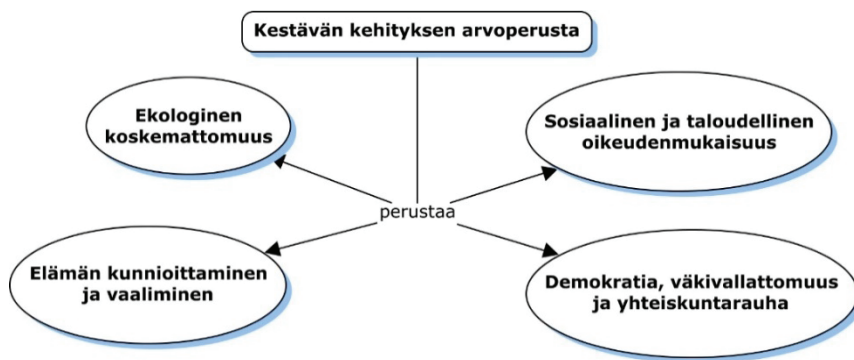 Kestävän kehityksen arvoperusta
Ekologinen
koskemattomuus
Sosiaalinen ja taloudellinen
oikeudenmukaisuus
perustaa
Elämän kunnioittaminen
ja vaaliminen
Demokratia, väkivallattomuus
ja yhteiskuntarauha